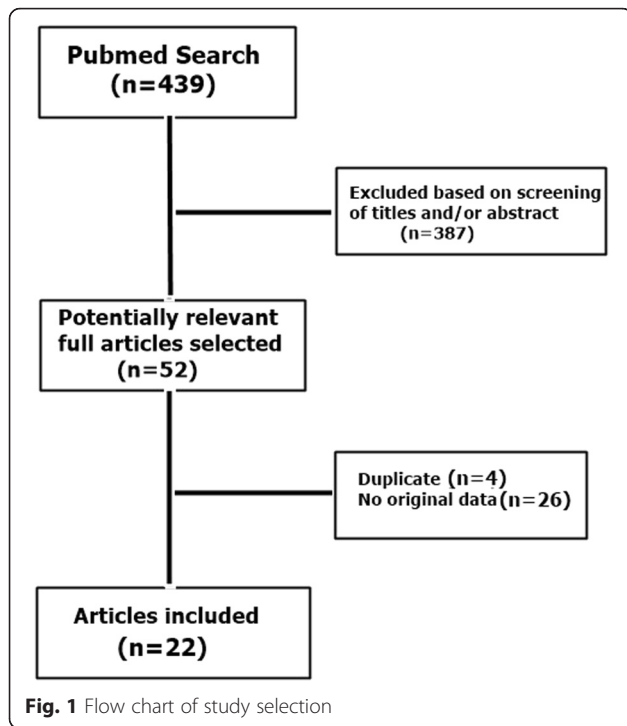 Pubmed Search
(n=439)
Excluded based on screening
of titles and/or abstract
(n=387)
Potentially relevant
full articles selected
(n=52)
Duplicate (n=4)
No original data(n=26)
Articles included
(n=22)
Fig. 1 Flow chart of study selection